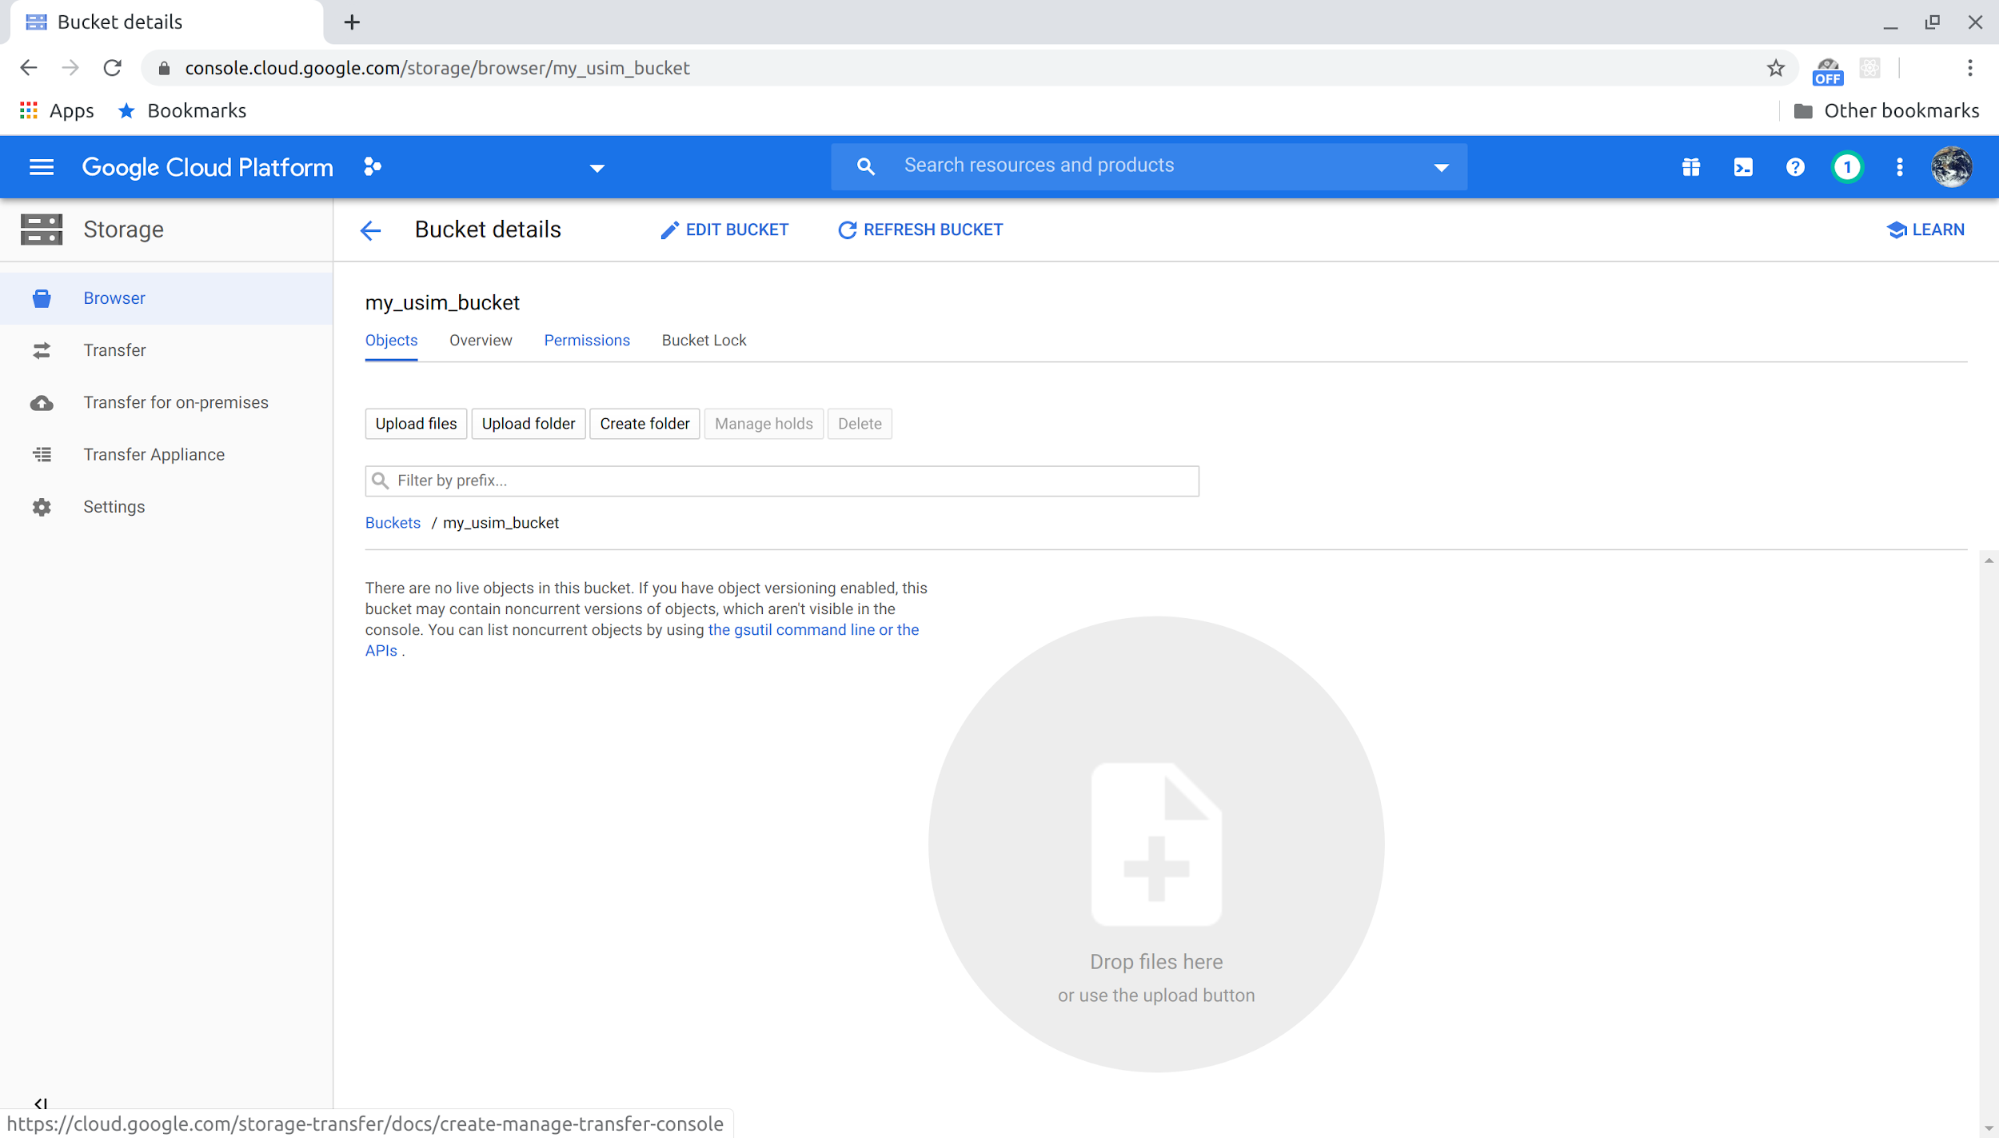 Bucket details
console.cloud.google.com/storage/browser/my_usim_bucket
OFF
Apps
Bookmarks
Other bookmarks
Google Cloud Platform
Search resources and products
1
Storage
Bucket details
EDIT BUCKET
REFRESH BUCKET
LEARN
Browser
Transfer
Transfer for on-premises
Transfer Appliance
Settings
my_usim_bucket
Objects
Overview
Permissions
Bucket Lock
Upload files
Upload folder
Create folder
Manage holds
Delete
Filter by prefix...
Buckets / my_usim_bucket
There are no live objects in this bucket. If you have object versioning enabled, this
bucket may contain noncurrent versions of objects, which aren't visible in the
console. You can list noncurrent objects by using the gsutil command line or the
APIs .
Drop files here
or use the upload button
https://cloud.google.com/storage-transfer/docs/create-manage-transfer-console